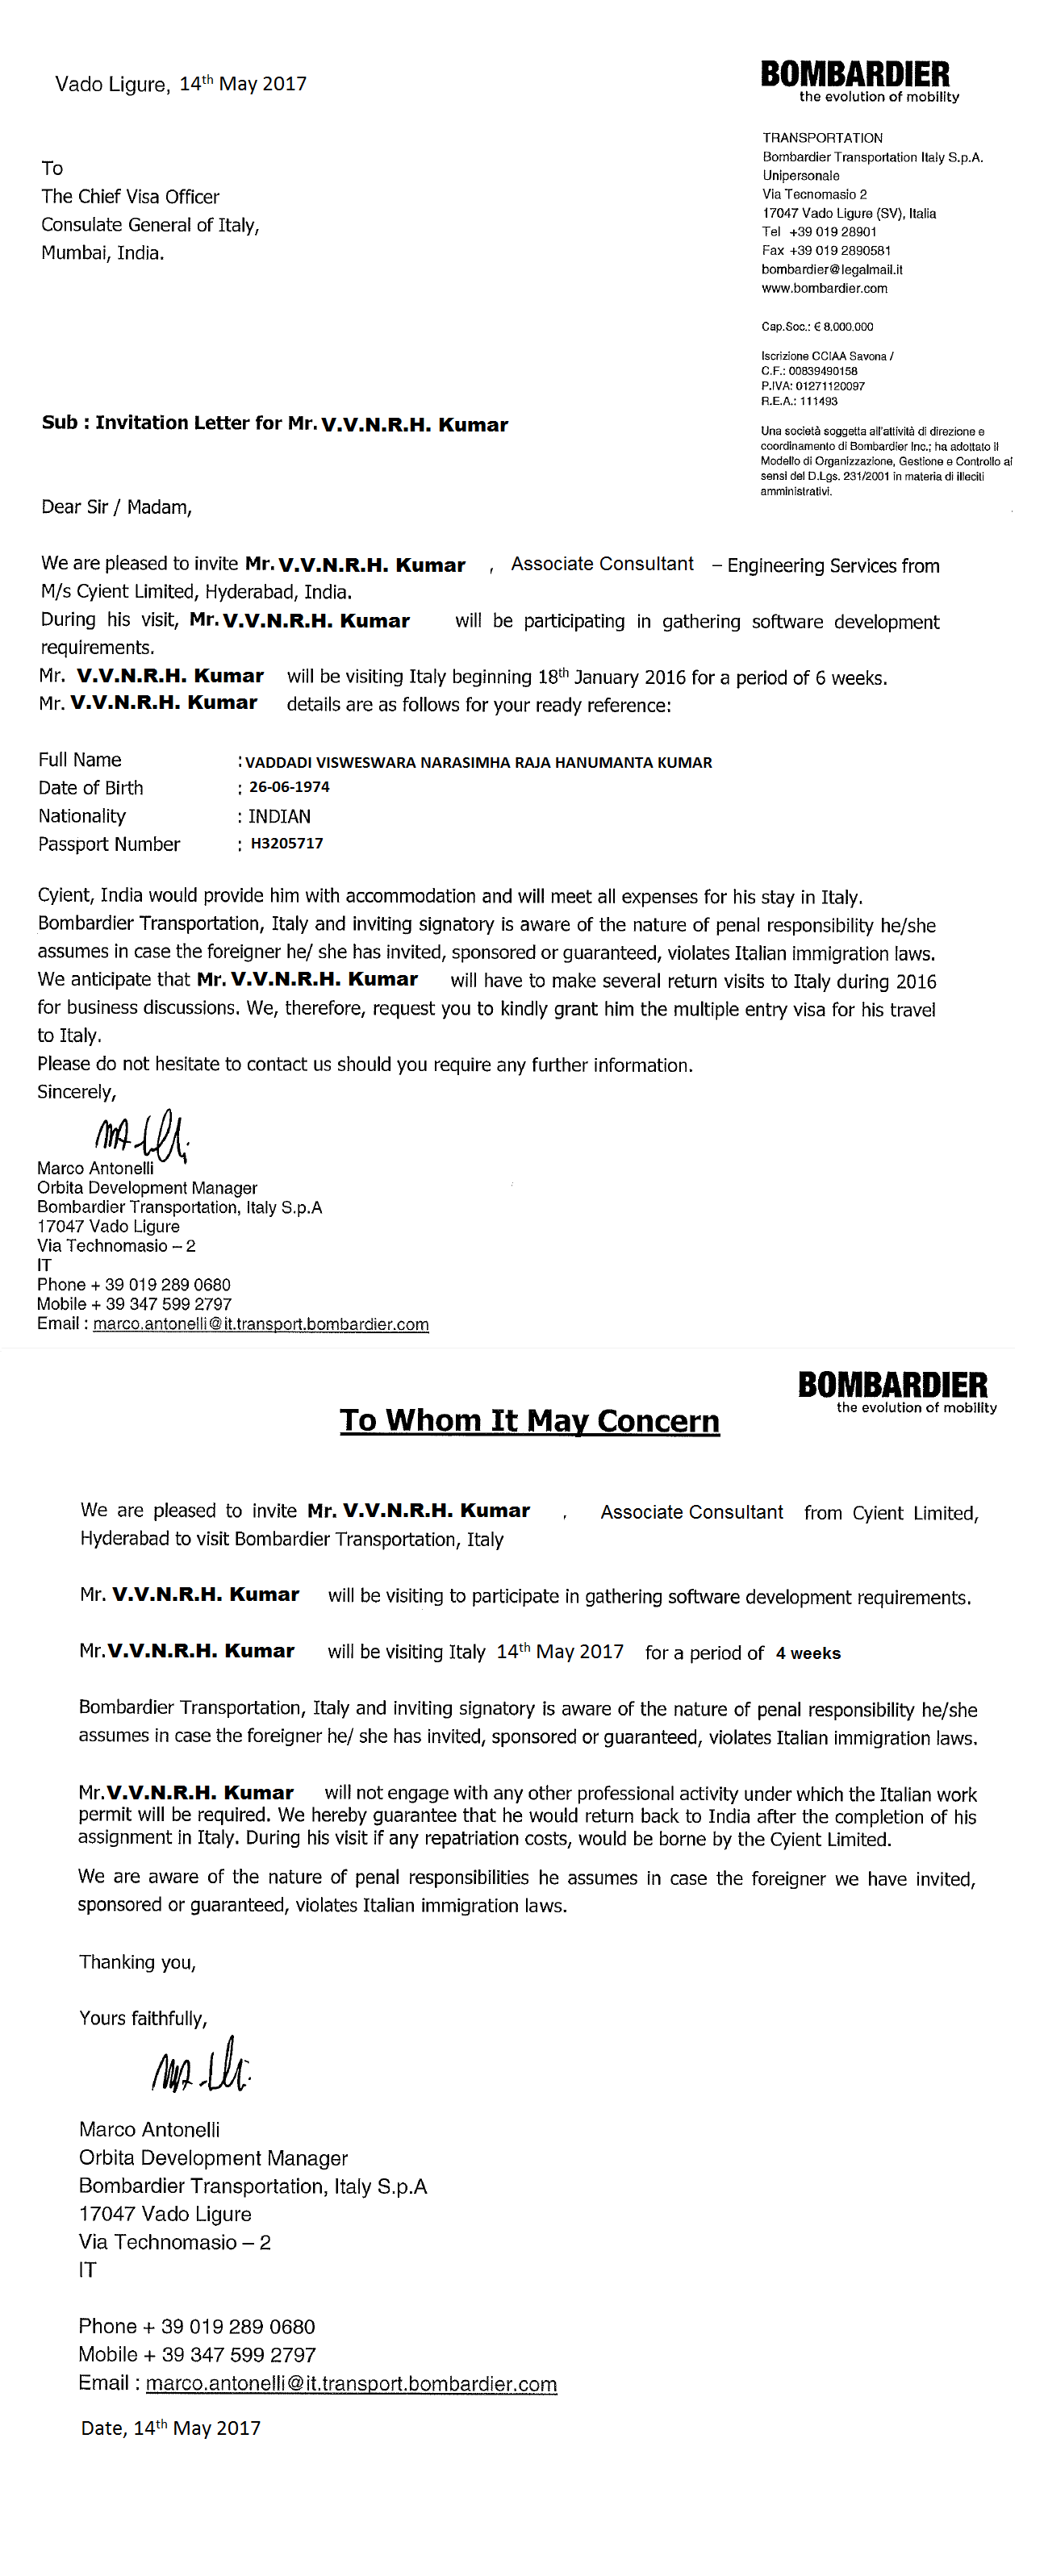 Vado Ligure, 14th May 2017
BOMBARDIER
the evolution of mobility
TRANSPORTATION
Bombardier Transportation Italy S.p.A.
Unipersonale
Via Tecnomasio 2
17047 Vado Ligure (SV), Italia
Tel +39 019 28901
Fax +39 019 2890581
bombardier@legalmail.it
www.bombardier.com
Cap.Soc.: € 8.000.000
Iscrizione CCIAA Savona /
C.F.: 00839490158
P.IVA: 01271120097
R.E.A.: 111493
Una società soggetta all'attività di direzione e
coordinamento di Bombardier Inc.; ha adottato il
Modello di Organizzazione, Gestione e Controllo ai
sensi del D.Lgs. 231/2001 in materia di illeciti
amministrativi.
To
The Chief Visa Officer
Consulate General of Italy,
Mumbai, India.
Sub : Invitation Letter for Mr. V.V.N.R.H. Kumar
Dear Sir / Madam,
We are pleased to invite Mr. V.V.N.R.H. Kumar , Associate Consultant – Engineering Services from
M/s Cyient Limited, Hyderabad, India.
During his visit, Mr. V.V.N.R.H. Kumar will be participating in gathering software development
requirements.
Mr. V.V.N.R.H. Kumar will be visiting Italy beginning 18th January 2016 for a period of 6 weeks.
Mr. V.V.N.R.H. Kumar details are as follows for your ready reference:
Full Name : VADDADI VISWESWARA NARASIMHA RAJA HANUMANTA KUMAR
Date of Birth : 26-06-1974
Nationality : INDIAN
Passport Number : H3205717
Cyient, India would provide him with accommodation and will meet all expenses for his stay in Italy.
Bombardier Transportation, Italy and inviting signatory is aware of the nature of penal responsibility he/she
assumes in case the foreigner he/ she has invited, sponsored or guaranteed, violates Italian immigration laws.
We anticipate that Mr. V.V.N.R.H. Kumar will have to make several return visits to Italy during 2016
for business discussions. We, therefore, request you to kindly grant him the multiple entry visa for his travel
to Italy.
Please do not hesitate to contact us should you require any further information.
Sincerely,
Marco Antonelli
Orbita Development Manager
Bombardier Transportation, Italy S.p.A
17047 Vado Ligure
Via Technomasio – 2
IT
Phone + 39 019 289 0680
Mobile + 39 347 599 2797
Email : marco.antonelli@it.transport.bombardier.com
BOMBARDIER
the evolution of mobility
To Whom It May Concern
We are pleased to invite Mr. V.V.N.R.H. Kumar , Associate Consultant from Cyient Limited,
Hyderabad to visit Bombardier Transportation, Italy
Mr. V.V.N.R.H. Kumar will be visiting to participate in gathering software development requirements.
Mr. V.V.N.R.H. Kumar will be visiting Italy 14th May 2017 for a period of 4 weeks
Bombardier Transportation, Italy and inviting signatory is aware of the nature of penal responsibility he/she
assumes in case the foreigner he/ she has invited, sponsored or guaranteed, violates Italian immigration laws.
Mr. V.V.N.R.H. Kumar will not engage with any other professional activity under which the Italian work
permit will be required. We hereby guarantee that he would return back to India after the completion of his
assignment in Italy. During his visit if any repatriation costs, would be borne by the Cyient Limited.
We are aware of the nature of penal responsibilities he assumes in case the foreigner we have invited,
sponsored or guaranteed, violates Italian immigration laws.
Thanking you,
Yours faithfully,
Marco Antonelli
Orbita Development Manager
Bombardier Transportation, Italy S.p.A
17047 Vado Ligure
Via Technomasio – 2
IT
Phone + 39 019 289 0680
Mobile + 39 347 599 2797
Email : marco.antonelli@it.transport.bombardier.com
Date, 14th May 2017